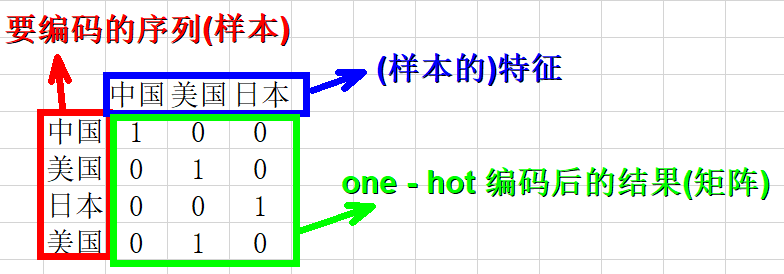 要编码的序列(样本)
(样本的)特征
中国 美国 日本
中国 1 0 0
美国 0 1 0
日本 0 0 1
美国 0 1 0
one - hot 编码后的结果(矩阵)